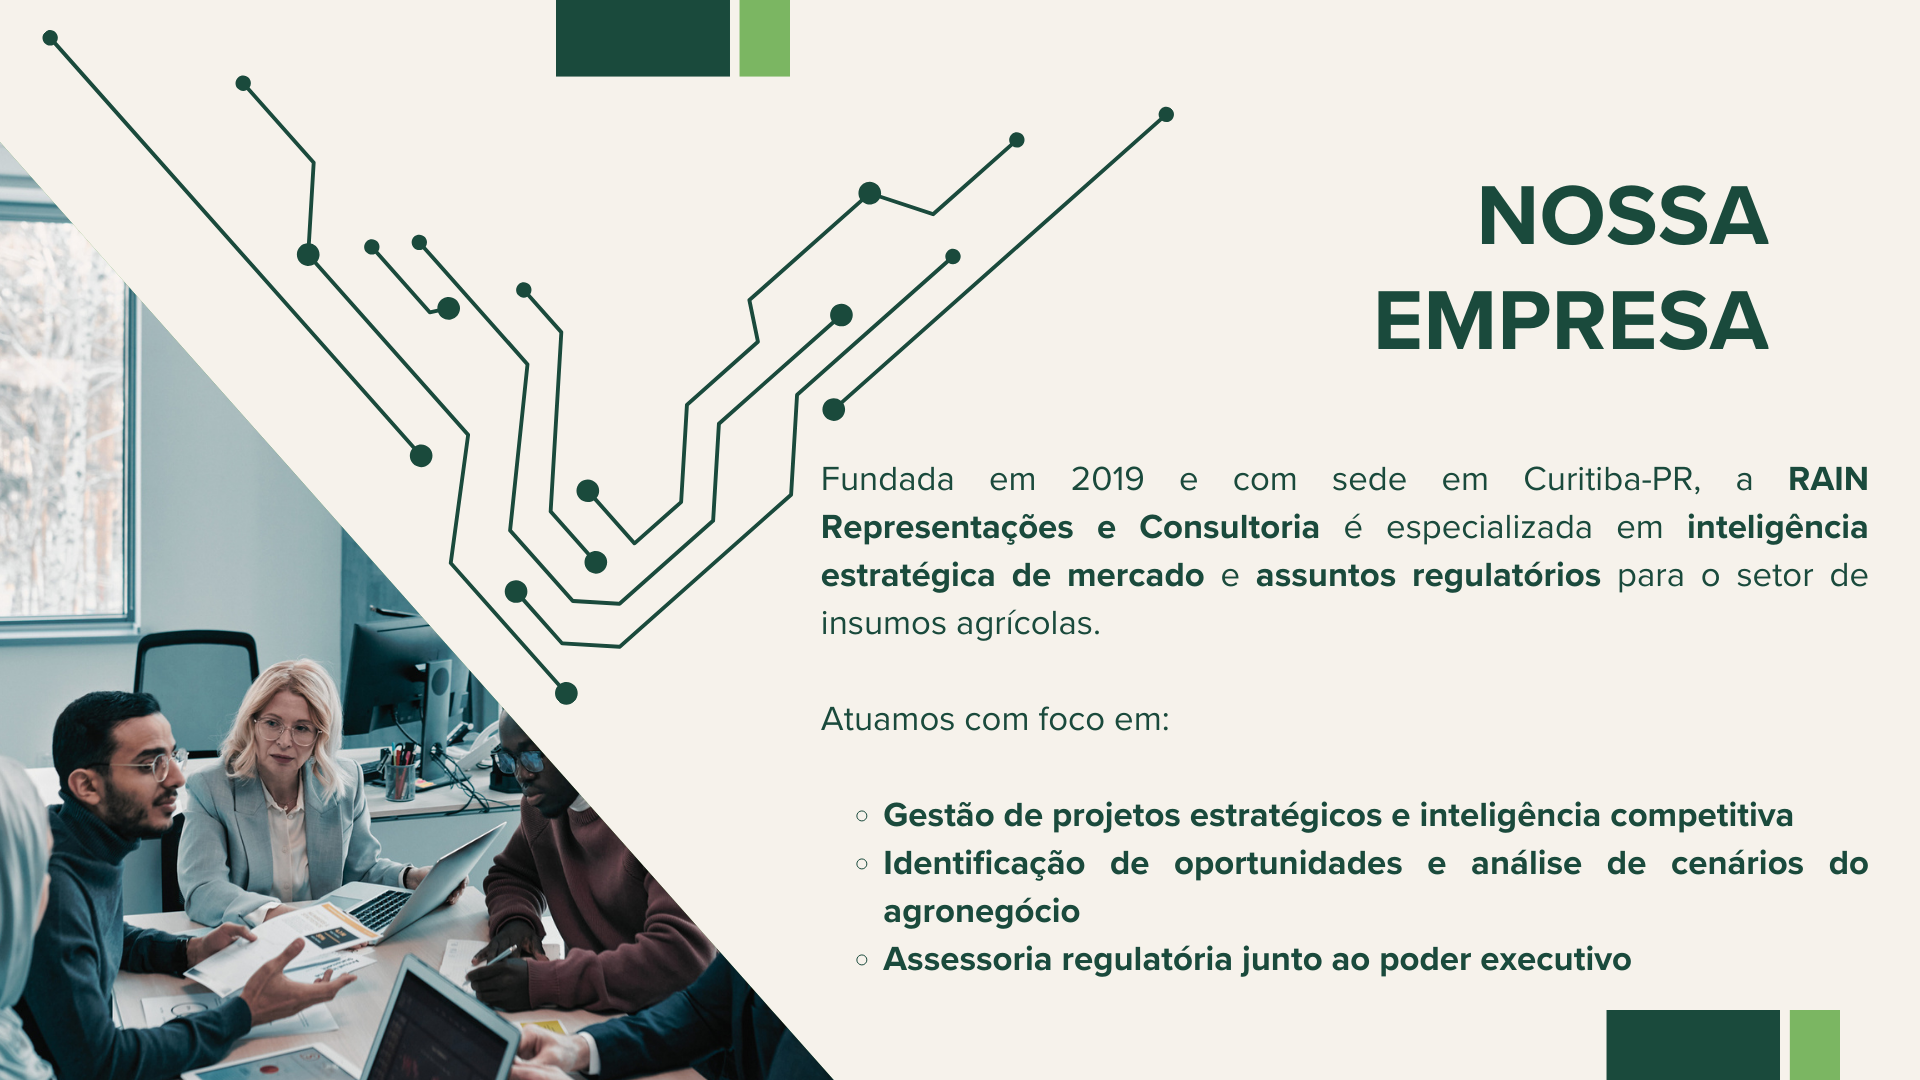 NOSSA
EMPRESA
Fundada em 2019 e com sede em Curitiba-PR, a RAIN
Representações e Consultoria é especializada em inteligência
estratégica de mercado e assuntos regulatórios para o setor de
insumos agrícolas.
Atuamos com foco em:
Gestão de projetos estratégicos e inteligência competitiva
Identificação de oportunidades e análise de cenários do
agronegócio
Assessoria regulatória junto ao poder executivo